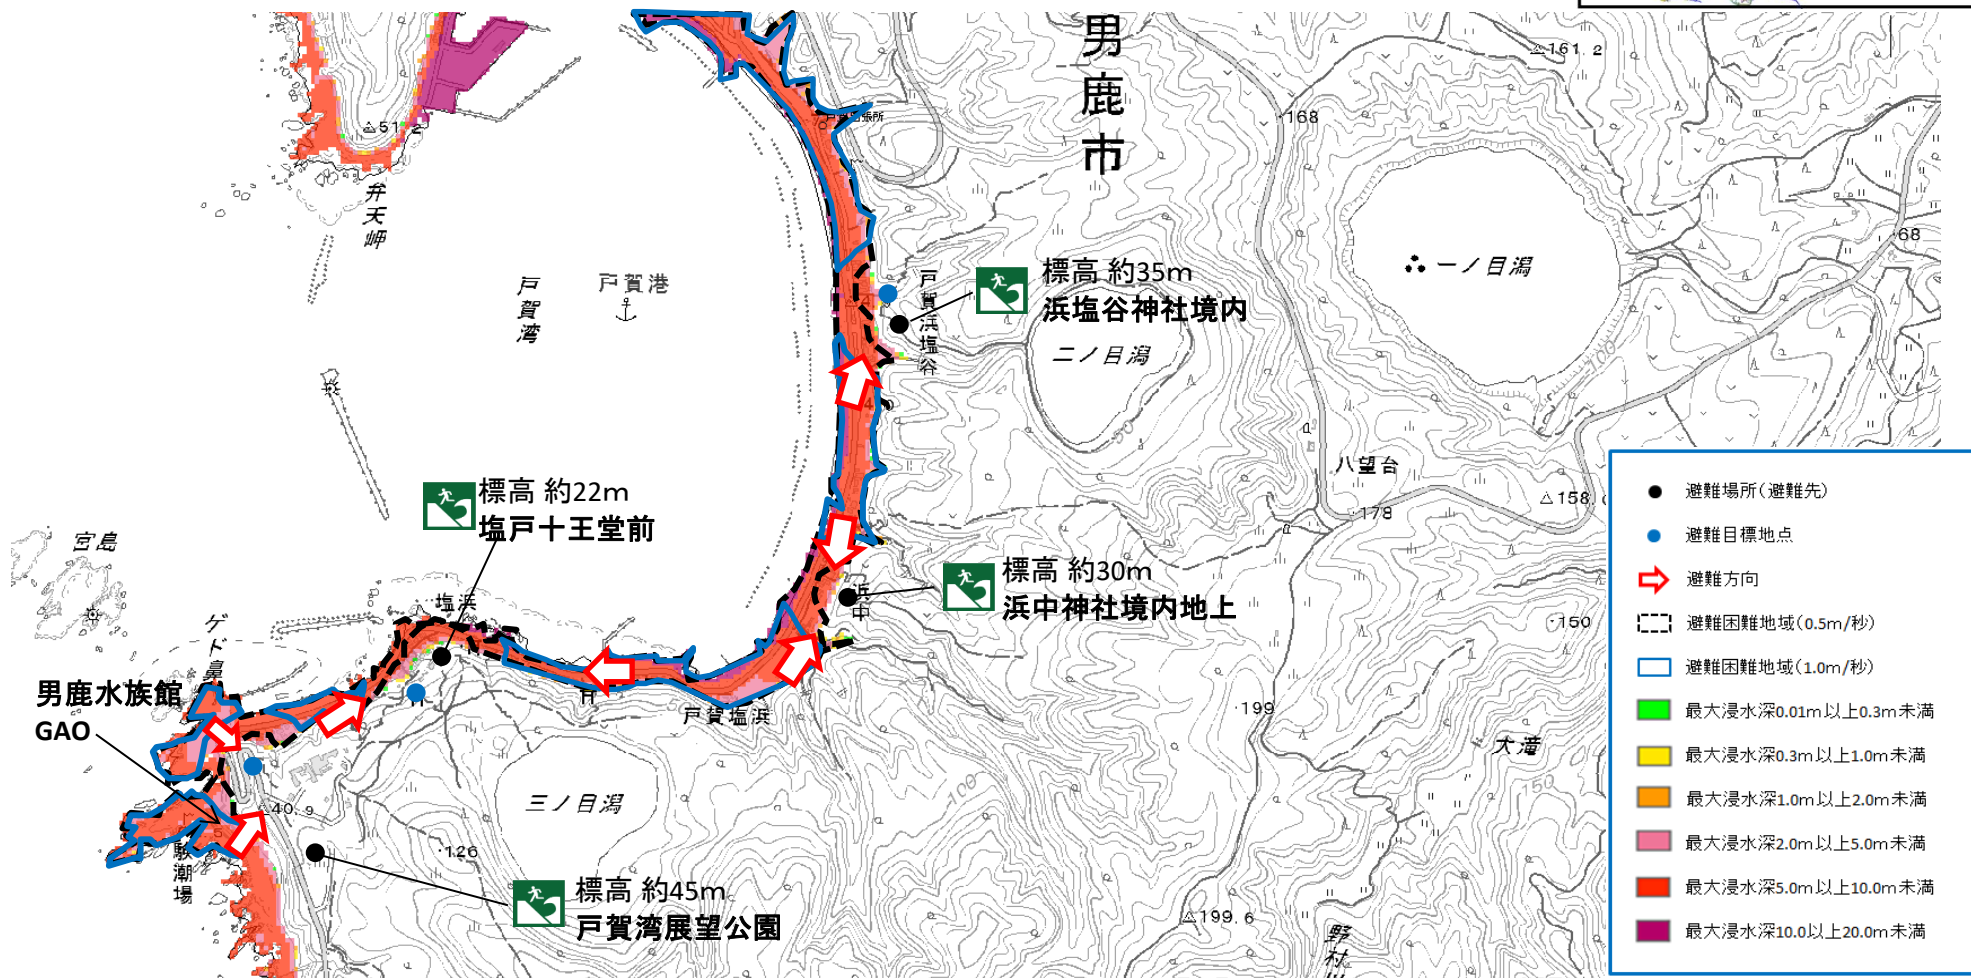 男鹿市
161.2
168
68
51.2
弁天岬
戸賀湾
戸賀港
戸賀浜塩谷
標高 約35m
浜塩谷神社境内
一ノ目潟
二ノ目潟
100
50
八望台
178
158
標高 約22m
塩戸十王堂前
宮島
塩浜
ゲド鼻
浜中
標高 約30m
浜中神社境内地上
150
男鹿水族館
GAO
戸賀塩浜
199
大滝
150
三ノ目潟
100
40.9
126
験潮場
標高 約45m
戸賀湾展望公園
199.6
野村
避難場所(避難先)
避難目標地点
避難方向
避難困難地域(0.5m/秒)
避難困難地域(1.0m/秒)
最大浸水深0.01m以上0.3m未満
最大浸水深0.3m以上1.0m未満
最大浸水深1.0m以上2.0m未満
最大浸水深2.0m以上5.0m未満
最大浸水深5.0m以上10.0m未満
最大浸水深10.0以上20.0m未満